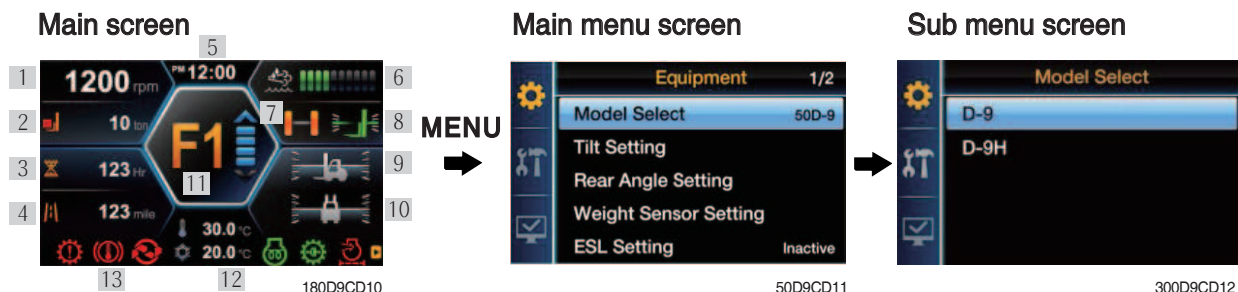 Main screen
Main menu screen
Sub menu screen
5
1
1200 rpm
PM 12:00
6
2
10 ton
7
8
F1
3
123 Hr
9
11
4
123 mile
10
30.0 °C
20.0 °C
13
12
180D9CD10
MENU
Equipment 1/2
Model Select 50D-9
Tilt Setting
Rear Angle Setting
Weight Sensor Setting
ESL Setting Inactive
50D9CD11
Model Select
D-9
D-9H
300D9CD12